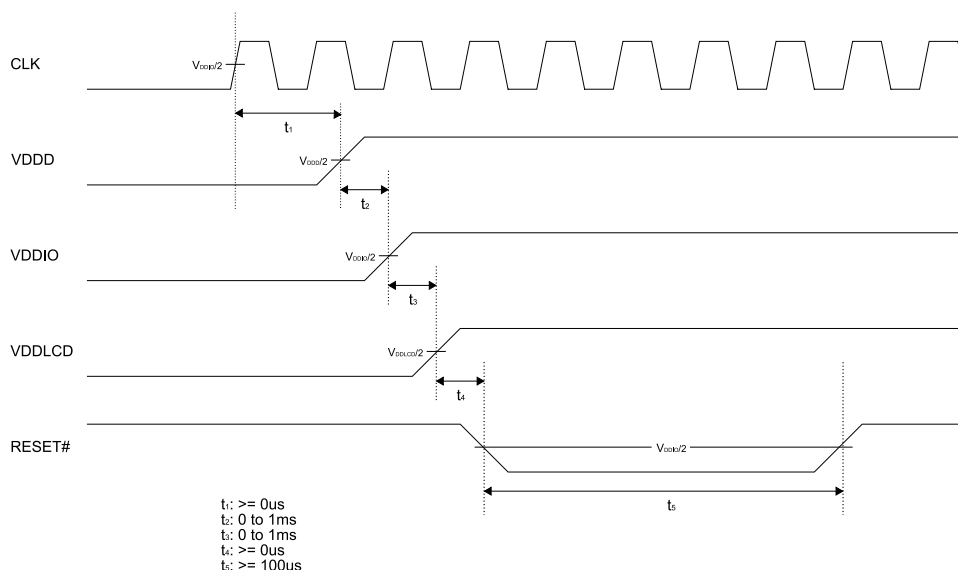 CLK
VDDIO/2
t1
VDDD
VDDD/2
t2
VDDIO
VDDIO/2
t3
VDDLCD
VDDLCD/2
t4
RESET#
VDDIO/2
t5
t1: >= 0us
t2: 0 to 1ms
t3: 0 to 1ms
t4: >= 0us
t5: >= 100us